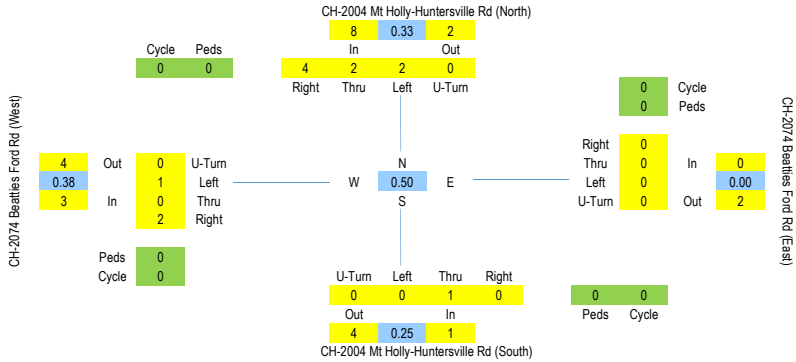 CH-2004 Mt Holly-Huntersville Rd (North)
8 0.33 2
Cycle Peds In Out
0 0 4 2 2 0
Right Thru Left U-Turn
0 Cycle
0 Peds
CH-2074 Beatties Ford Rd (West)
CH-2074 Beatties Ford Rd (East)
Right 0
4 Out 0 U-Turn N Thru 0 In 0
0.38 1 Left W 0.50 E Left 0 0.00
3 In 0 Thru S U-Turn 0 Out 2
2 Right
Peds 0
Cycle 0
U-Turn Left Thru Right
0 0 1 0 0 0
Out In Peds Cycle
4 0.25 1
CH-2004 Mt Holly-Huntersville Rd (South)